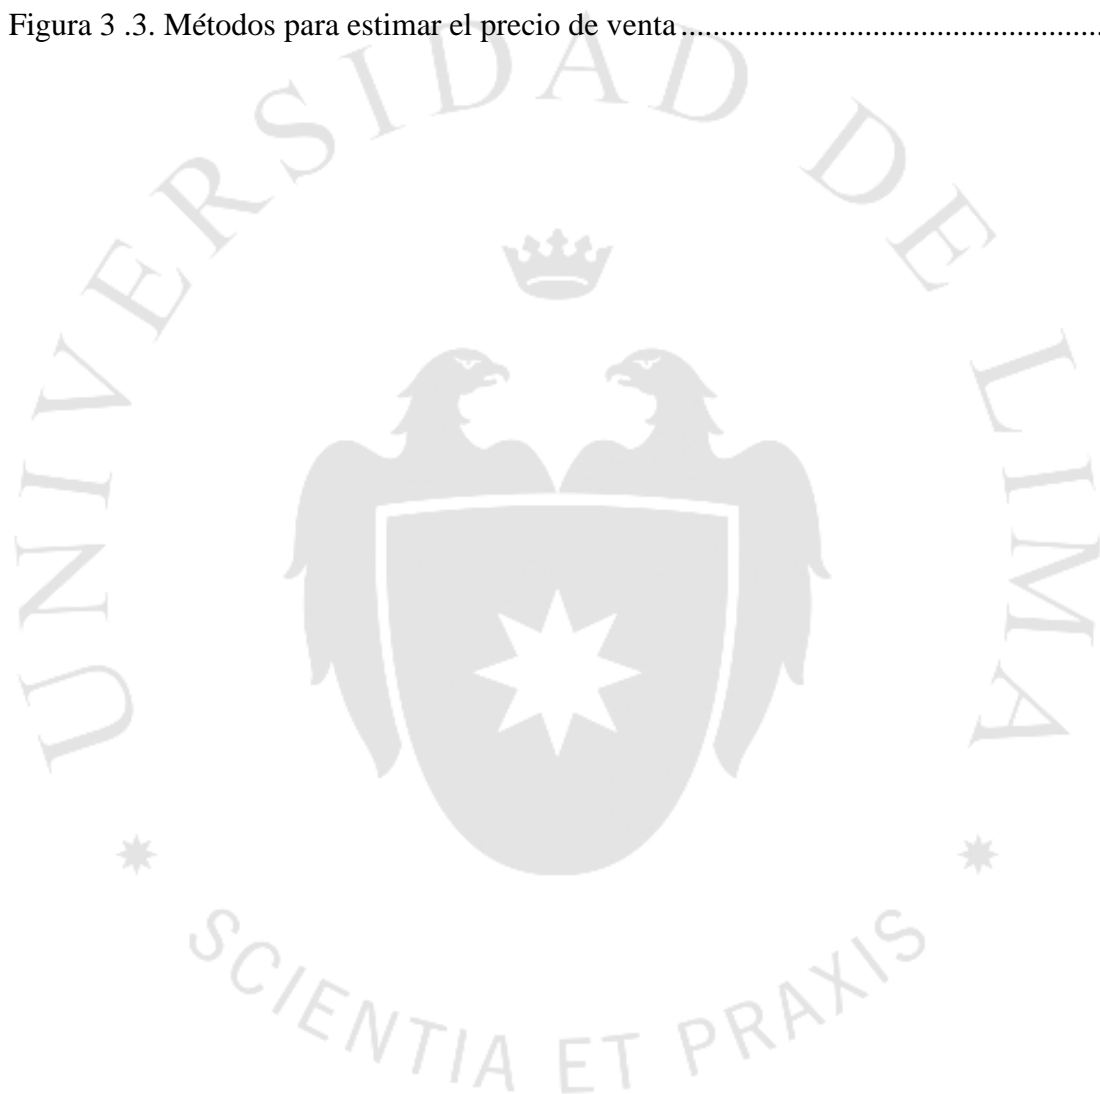 Figura 3 .3. Métodos para estimar el precio de venta.....................................................
UNIVERSIDAD DE LIMA
SCIENTIA ET PRAXIS